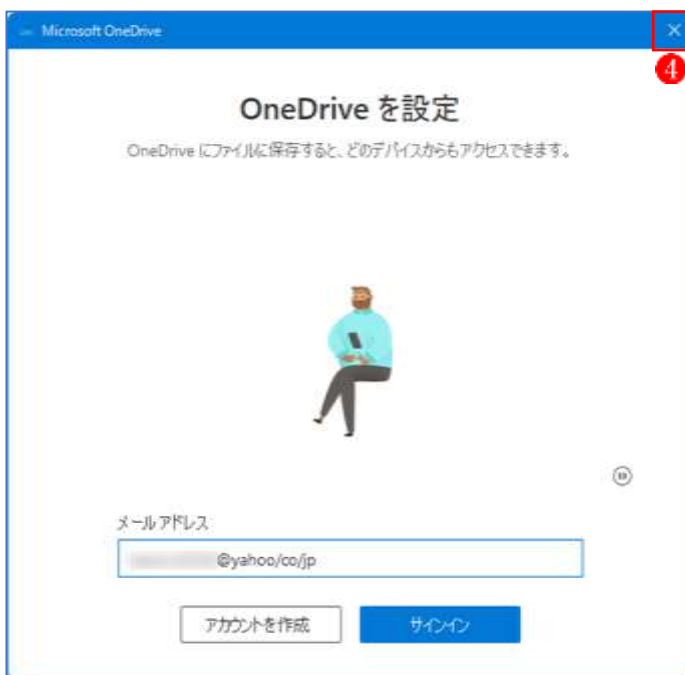 Microsoft OneDrive
4
OneDrive を設定
OneDrive にファイルに保存すると、どのデバイスからもアクセスできます。
メール アドレス
@yahoo/co/jp
アカウントを作成
サインイン